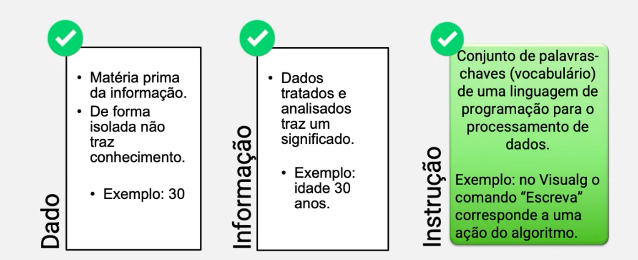 Dado
• Matéria prima
da informação.
• De forma
isolada não
traz
conhecimento.
• Exemplo: 30
Informação
• Dados
tratados e
analisados
traz um
significado.
• Exemplo:
idade 30
anos.
Instrução
Conjunto de palavras-
chaves (vocabulário)
de uma linguagem de
programação para o
processamento de
dados.
Exemplo: no Visualg o
comando “Escreva”
corresponde a uma
ação do algoritmo.